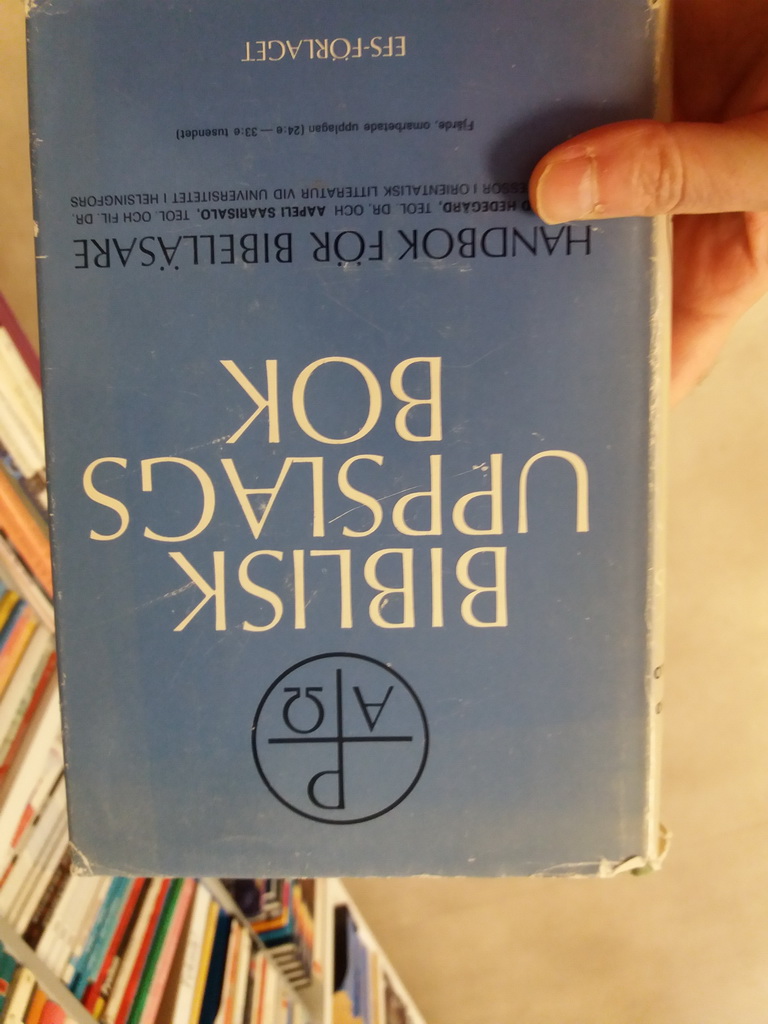 P
Α Ω
BIBLISK
UPPSLAGS
BOK
HANDBOK FÖR BIBELLÄSARE
HEDEGÅRD, TEOL. DR, OCH AAPELI SAARISALO, TEOL. OCH FIL. DR,
I ORIENTALISK LITTERATUR VID UNIVERSITETET I HELSINGFORS
Fjärde, omarbetade upplagan (24:e — 33:e tusendet)
EFS-FÖRLAGET